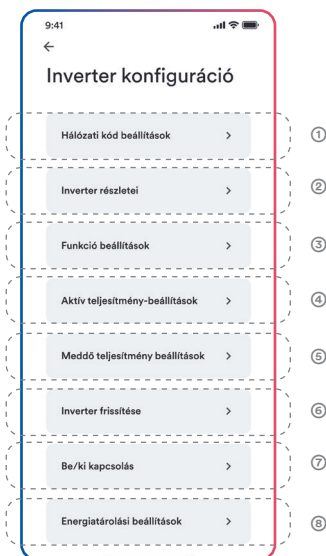 9:41
Inverter konfiguráció
Hálózati kód beállítások
①
Inverter részletei
②
Funkció beállítások
③
Aktív teljesítmény-beállítások
④
Meddő teljesítmény beállítások
⑤
Inverter frissítése
⑥
Be/ki kapcsolás
⑦
Energiatárolási beállítások
⑧